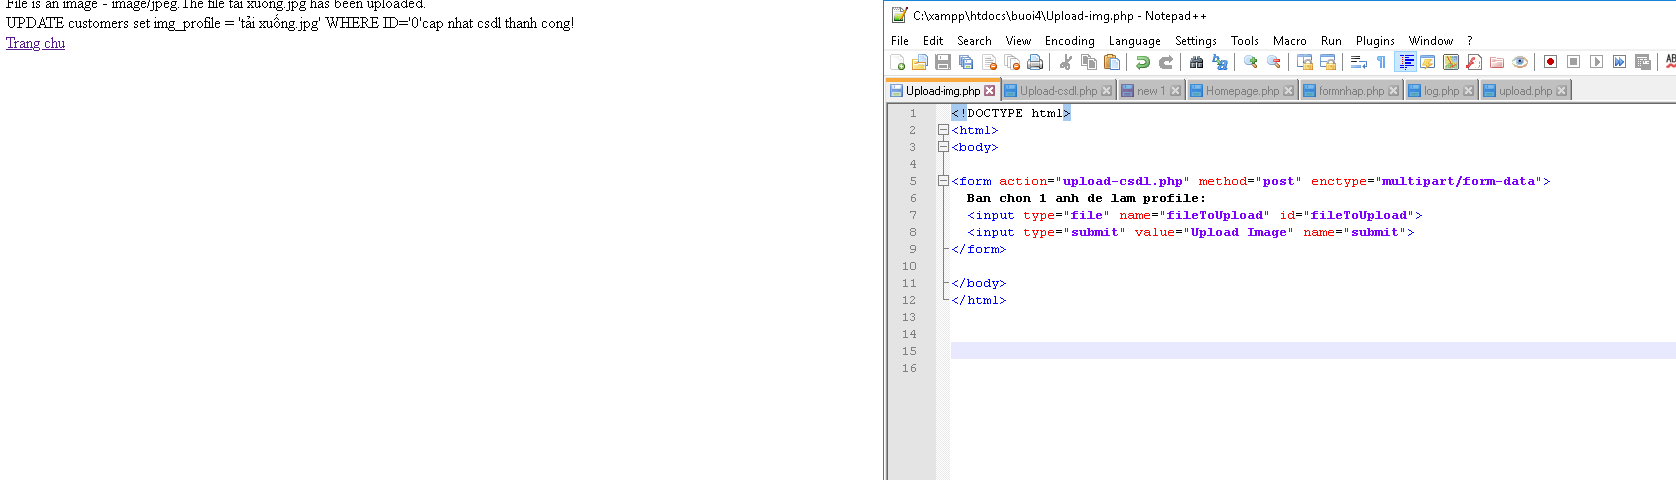 File is an image - image/jpeg.The file tải xuống.jpg has been uploaded.
UPDATE customers set img_profile = 'tải xuống.jpg' WHERE ID='0'cap nhat csdl thanh cong!
Trang chu
C:\xampp\htdocs\buoi4\Upload-img.php - Notepad++
File Edit Search View Encoding Language Settings Tools Macro Run Plugins Window ?
Upload-img.php Upload-csdl.php new 1 Homepage.php formnhap.php log.php upload.php
1 <!DOCTYPE html>
2 <html>
3 <body>
4
5 <form action="upload-csdl.php" method="post" enctype="multipart/form-data">
6 Ban chon 1 anh de lam profile:
7 <input type="file" name="fileToUpload" id="fileToUpload">
8 <input type="submit" value="Upload Image" name="submit">
9 </form>
10
11 </body>
12 </html>
13
14
15
16